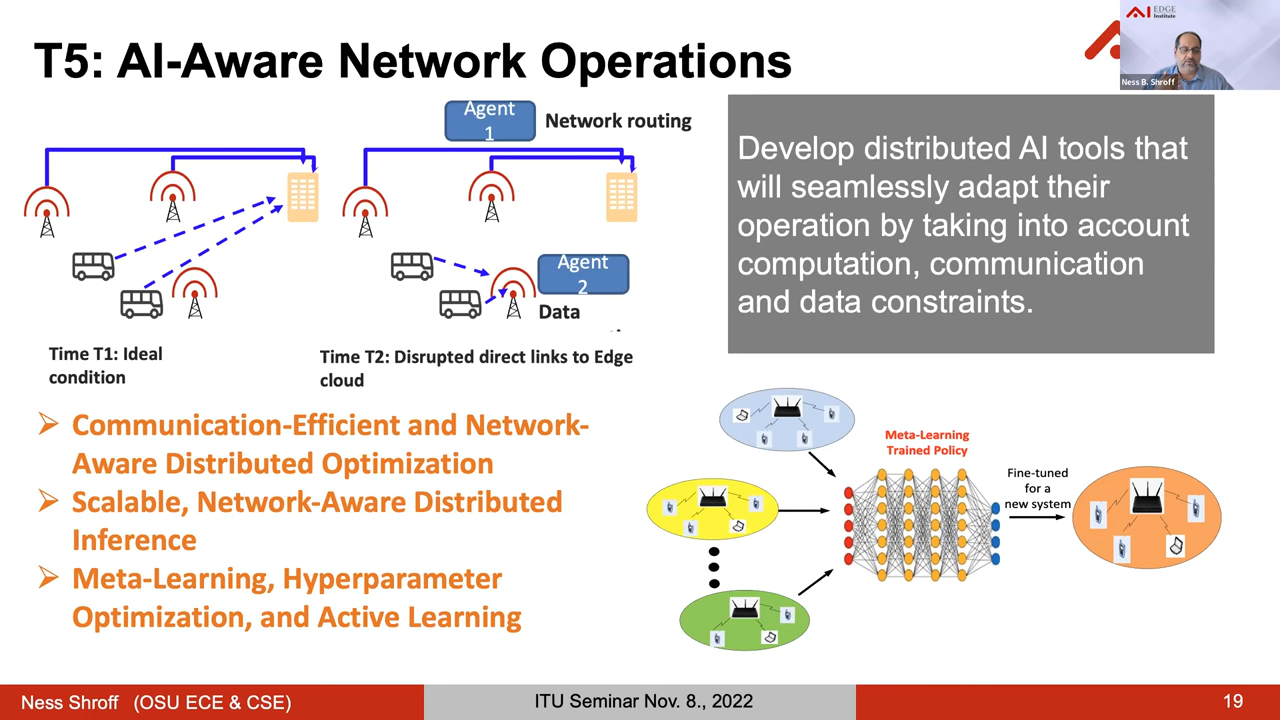 T5: AI-Aware Network Operations
AI EDGE
Institute
Ness B. Shroff
Agent
1
Network routing
Agent
2
Data
Time T1: Ideal
condition
Time T2: Disrupted direct links to Edge
cloud
Develop distributed AI tools that
will seamlessly adapt their
operation by taking into account
computation, communication
and data constraints.
➢ Communication-Efficient and Network-
Aware Distributed Optimization
➢ Scalable, Network-Aware Distributed
Inference
➢ Meta-Learning, Hyperparameter
Optimization, and Active Learning
Meta-Learning
Trained Policy
Fine-tuned
for a
new system
Ness Shroff (OSU ECE & CSE)
ITU Seminar Nov. 8., 2022
19